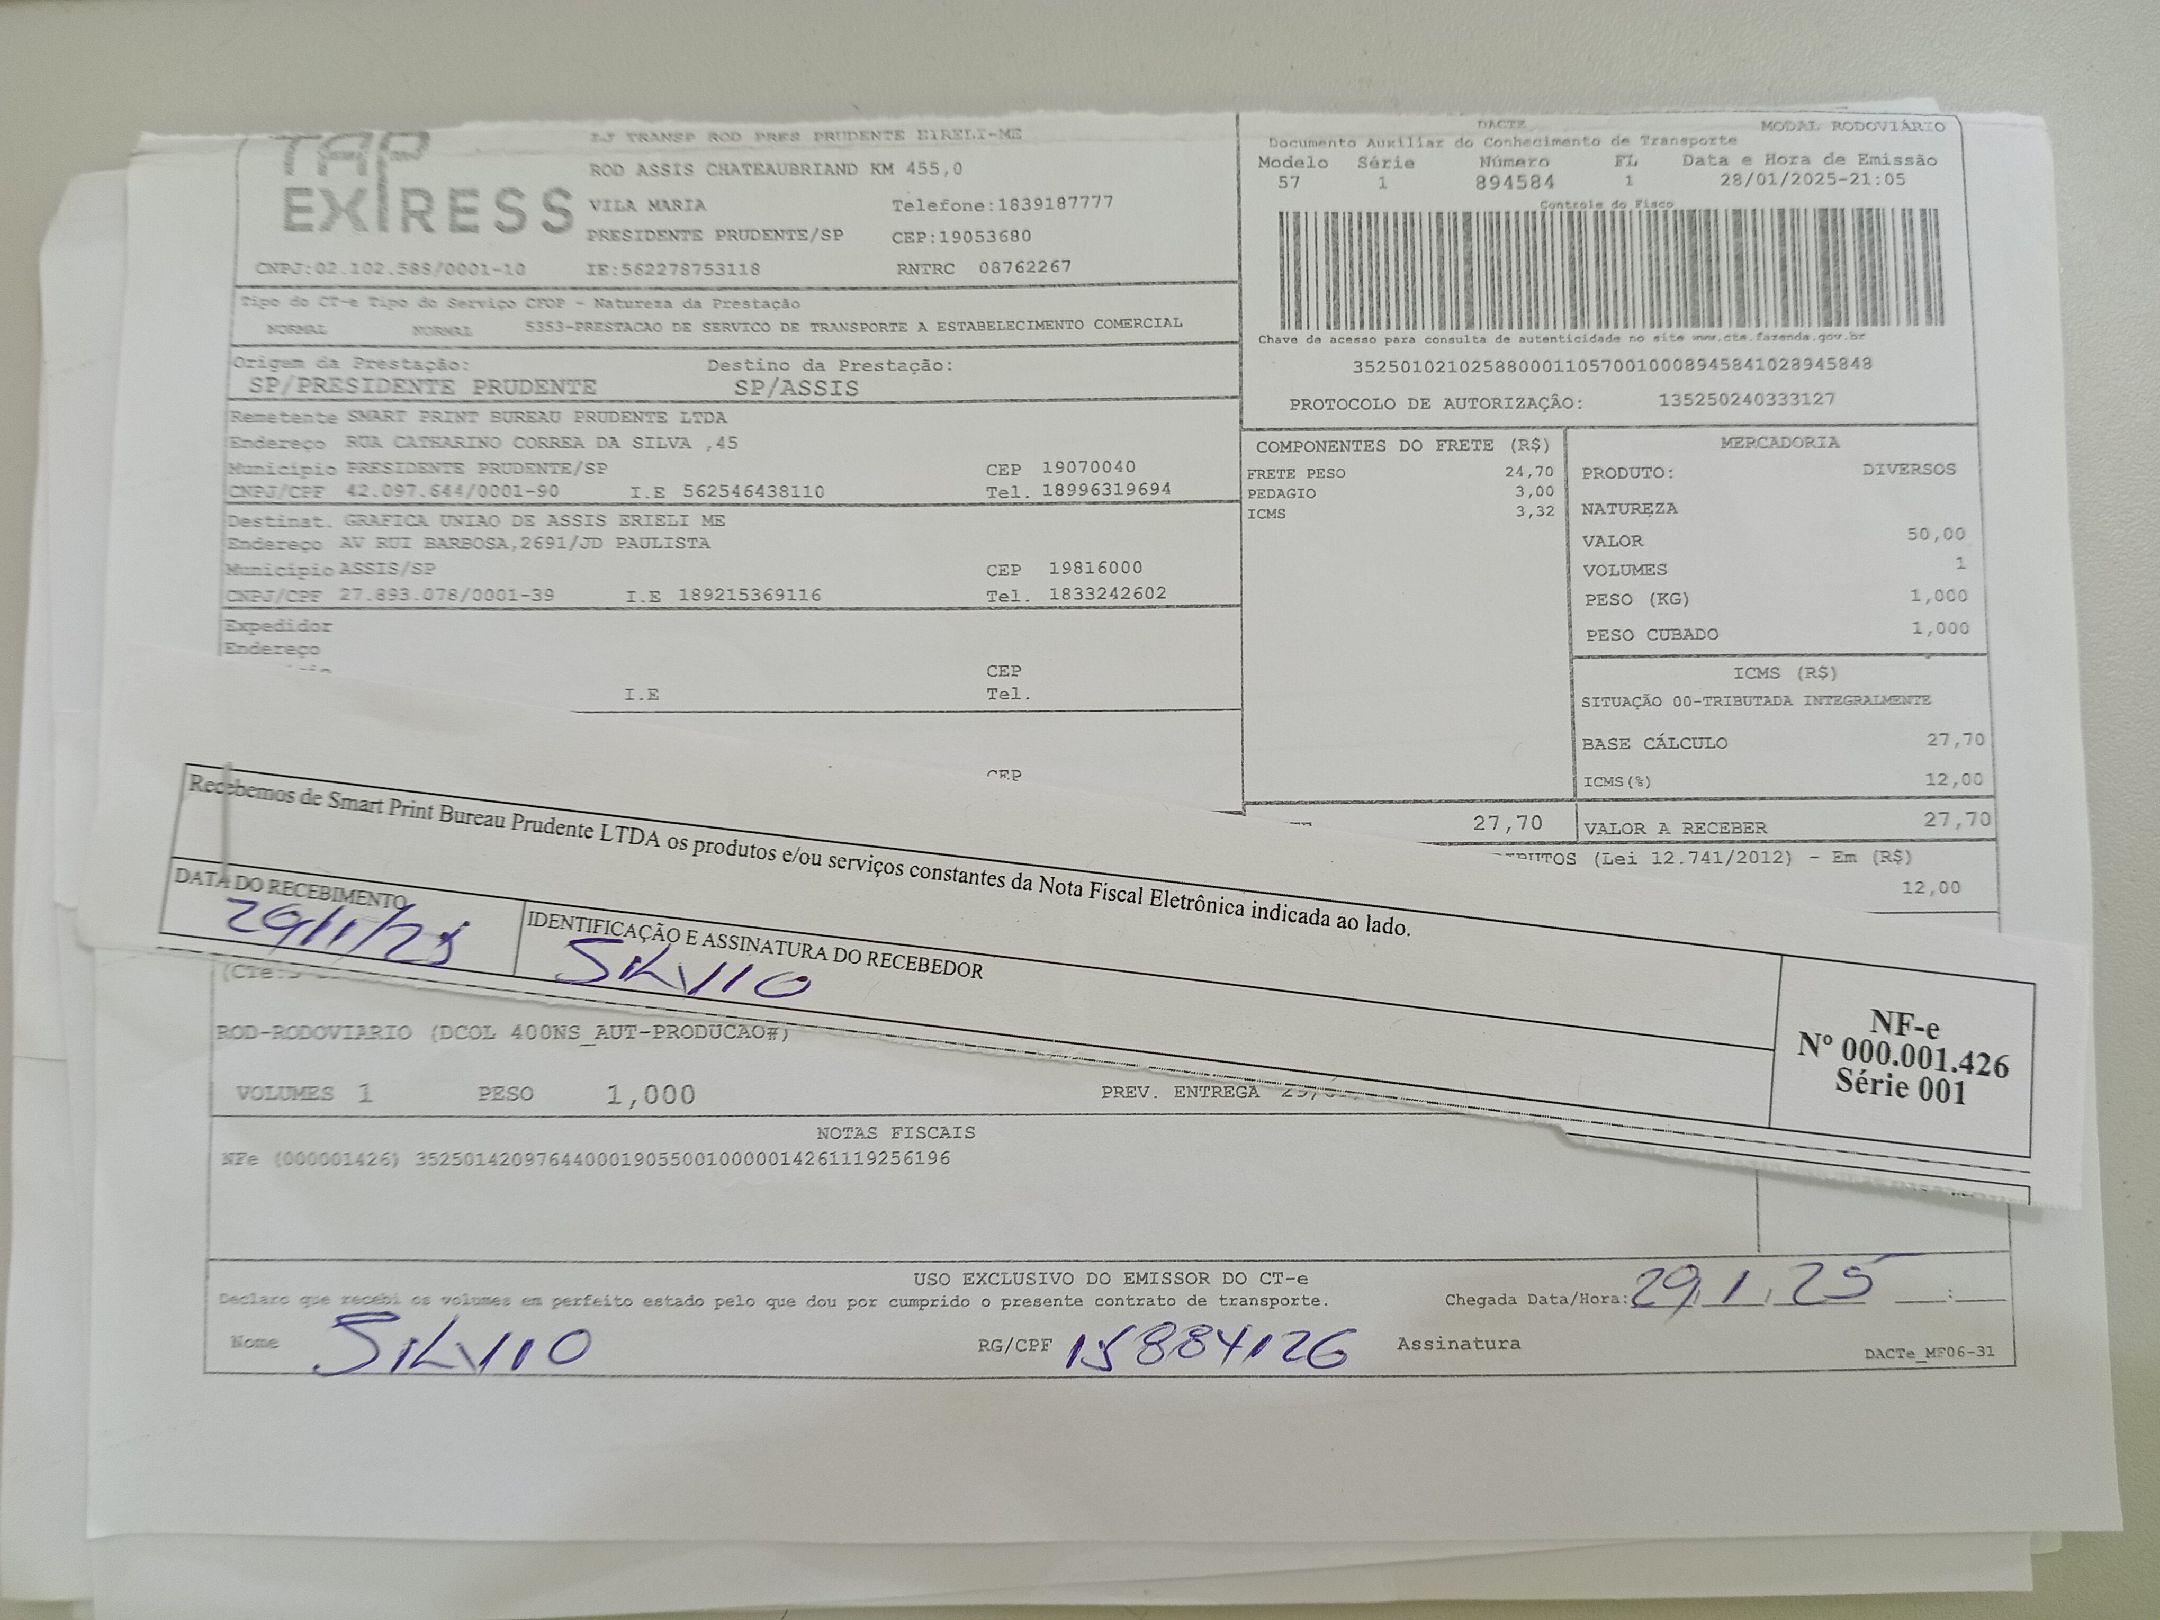 TAP
EXPRESS
TRANSP ROD PRES PRUDENTE EIRELI-ME
ROD ASSIS CHATEAUBRIAND KM 455,0
VILA MARIA Telefone:1839187777
PRESIDENTE PRUDENTE/SP CEP:19053680
CNPJ:02.102.588/0001-10 IE:562278753118 RNTRC 08762267
Tipo do CT-e Tipo do Serviço CFOP - Natureza da Prestação
NORMAL NORMAL 5353-PRESTACAO DE SERVICO DE TRANSPORTE A ESTABELECIMENTO COMERCIAL
Origem da Prestação: Destino da Prestação:
SP/PRESIDENTE PRUDENTE SP/ASSIS
Remetente SMART PRINT BUREAU PRUDENTE LTDA
Endereço RUA CATHARINO CORREA DA SILVA ,45
Município PRESIDENTE PRUDENTE/SP CEP 19070040
CNPJ/CPF 42.097.644/0001-90 I.E 562546438110 Tel. 18996319694
Destinat. GRAFICA UNIAO DE ASSIS ERIELI ME
Endereço AV RUI BARBOSA,2691/JD PAULISTA
Município ASSIS/SP CEP 19816000
CNPJ/CPF 27.893.078/0001-39 I.E 189215369116 Tel. 1833242602
Expedidor
Endereço
CEP
I.E Tel.
CEP
DACTE MODAL RODOVIÁRIO
Documento Auxiliar do Conhecimento de Transporte
Modelo Série Número FL Data e Hora de Emissão
57 1 894584 1 28/01/2025-21:05
Controle do Fisco
Chave de acesso para consulta de autenticidade no site www.cte.fazenda.gov.br
35250102102588000110570010008945841028945848
PROTOCOLO DE AUTORIZAÇÃO: 135250240333127
COMPONENTES DO FRETE (R$)
FRETE PESO 24,70
PEDAGIO 3,00
ICMS 3,32
27,70
MERCADORIA
PRODUTO: DIVERSOS
NATUREZA
VALOR 50,00
VOLUMES 1
PESO (KG) 1,000
PESO CUBADO 1,000
ICMS (R$)
SITUAÇÃO 00-TRIBUTADA INTEGRALMENTE
BASE CÁLCULO 27,70
ICMS(%) 12,00
VALOR A RECEBER 27,70
(Lei 12.741/2012) - Em (R$)
12,00
Recebemos de Smart Print Bureau Prudente LTDA os produtos e/ou serviços constantes da Nota Fiscal Eletrônica indicada ao lado.
DATA DO RECEBIMENTO
29/1/25
IDENTIFICAÇÃO E ASSINATURA DO RECEBEDOR
SILVIO
NF-e
N° 000.001.426
Série 001
(CTe:
ROD-RODOVIARIO (DCOL 400NS_AUT-PRODUCAO#)
VOLUMES 1 PESO 1,000 PREV. ENTREGA
NOTAS FISCAIS
NFe (000001426) 35250142097644000190550010000014261119256196
USO EXCLUSIVO DO EMISSOR DO CT-e
Declaro que recebi os volumes em perfeito estado pelo que dou por cumprido o presente contrato de transporte. Chegada Data/Hora: 29/1/25 __:__
Nome SILVIO RG/CPF 15884126 Assinatura
DACTe_MF06-31